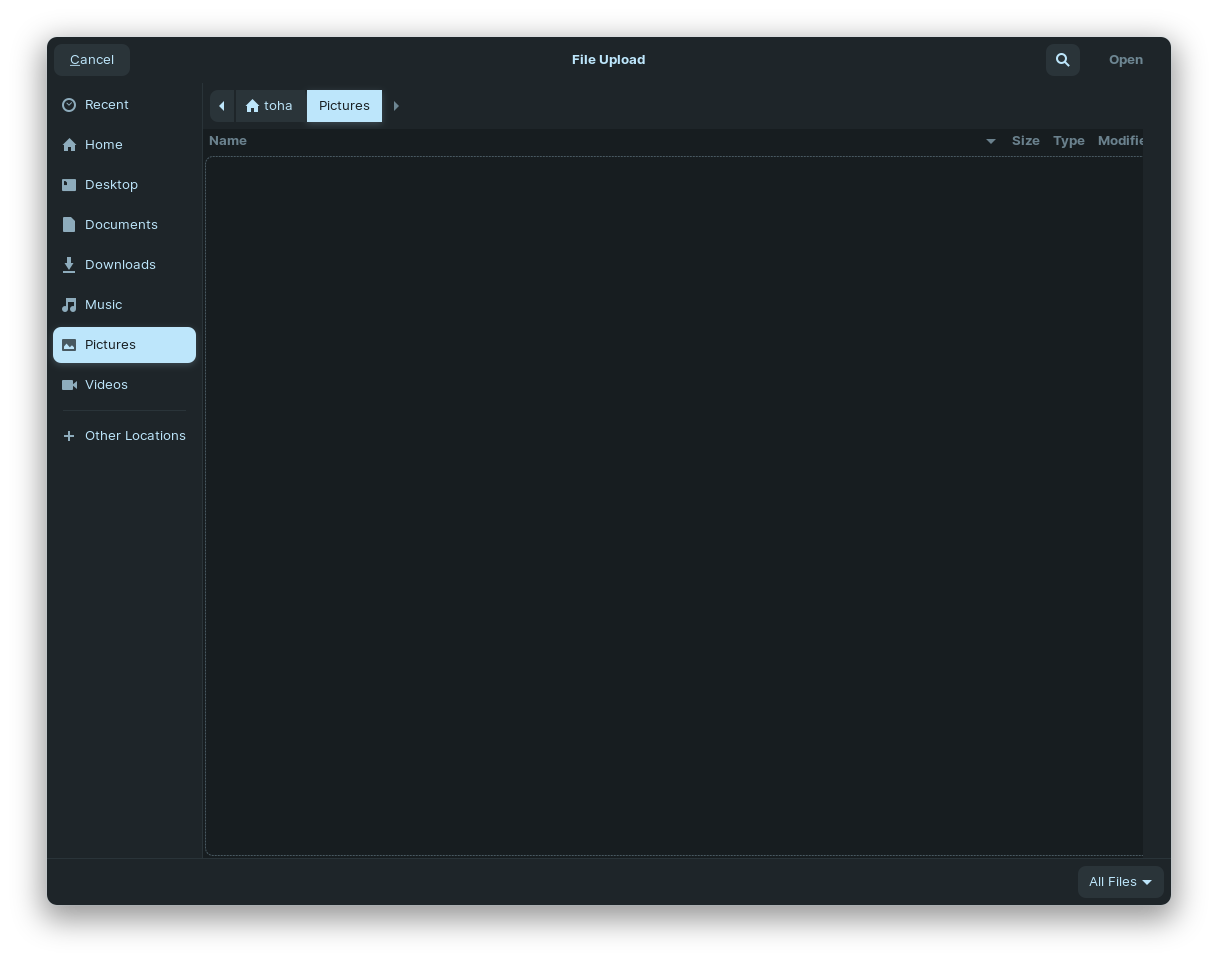 Cancel
File Upload
Open
Recent
Home
Desktop
Documents
Downloads
Music
Pictures
Videos
Other Locations
toha
Pictures
Name
Size
Type
Modifie
All Files